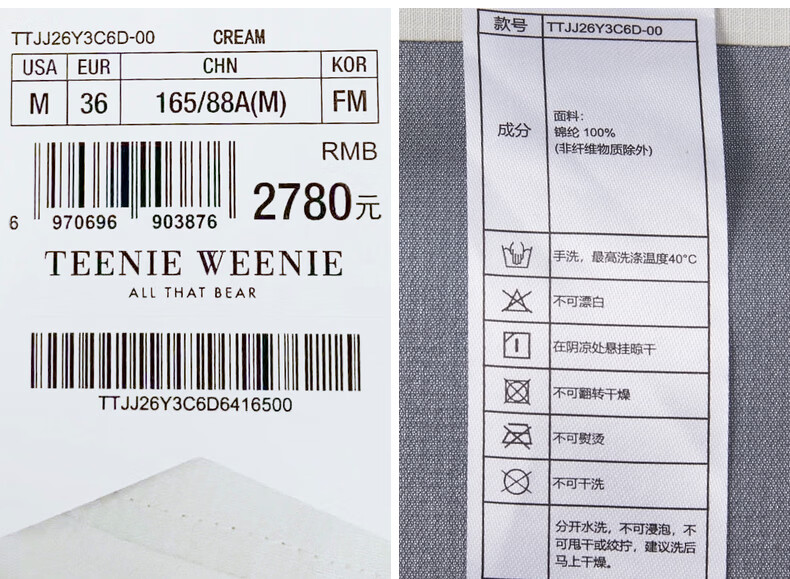 TTJJ26Y3C6D-00 CREAM
USA EUR CHN KOR
M 36 165/88A(M) FM
RMB
2780元
6 970696 903876
TEENIE WEENIE
ALL THAT BEAR
TTJJ26Y3C6D6416500
款号 TTJJ26Y3C6D-00
成分
面料:
锦纶 100%
(非纤维物质除外)
手洗，最高洗涤温度40°C
不可漂白
在阴凉处悬挂晾干
不可翻转干燥
不可熨烫
不可干洗
分开水洗，不可浸泡，不
可甩干或绞拧，建议洗后
马上干燥。